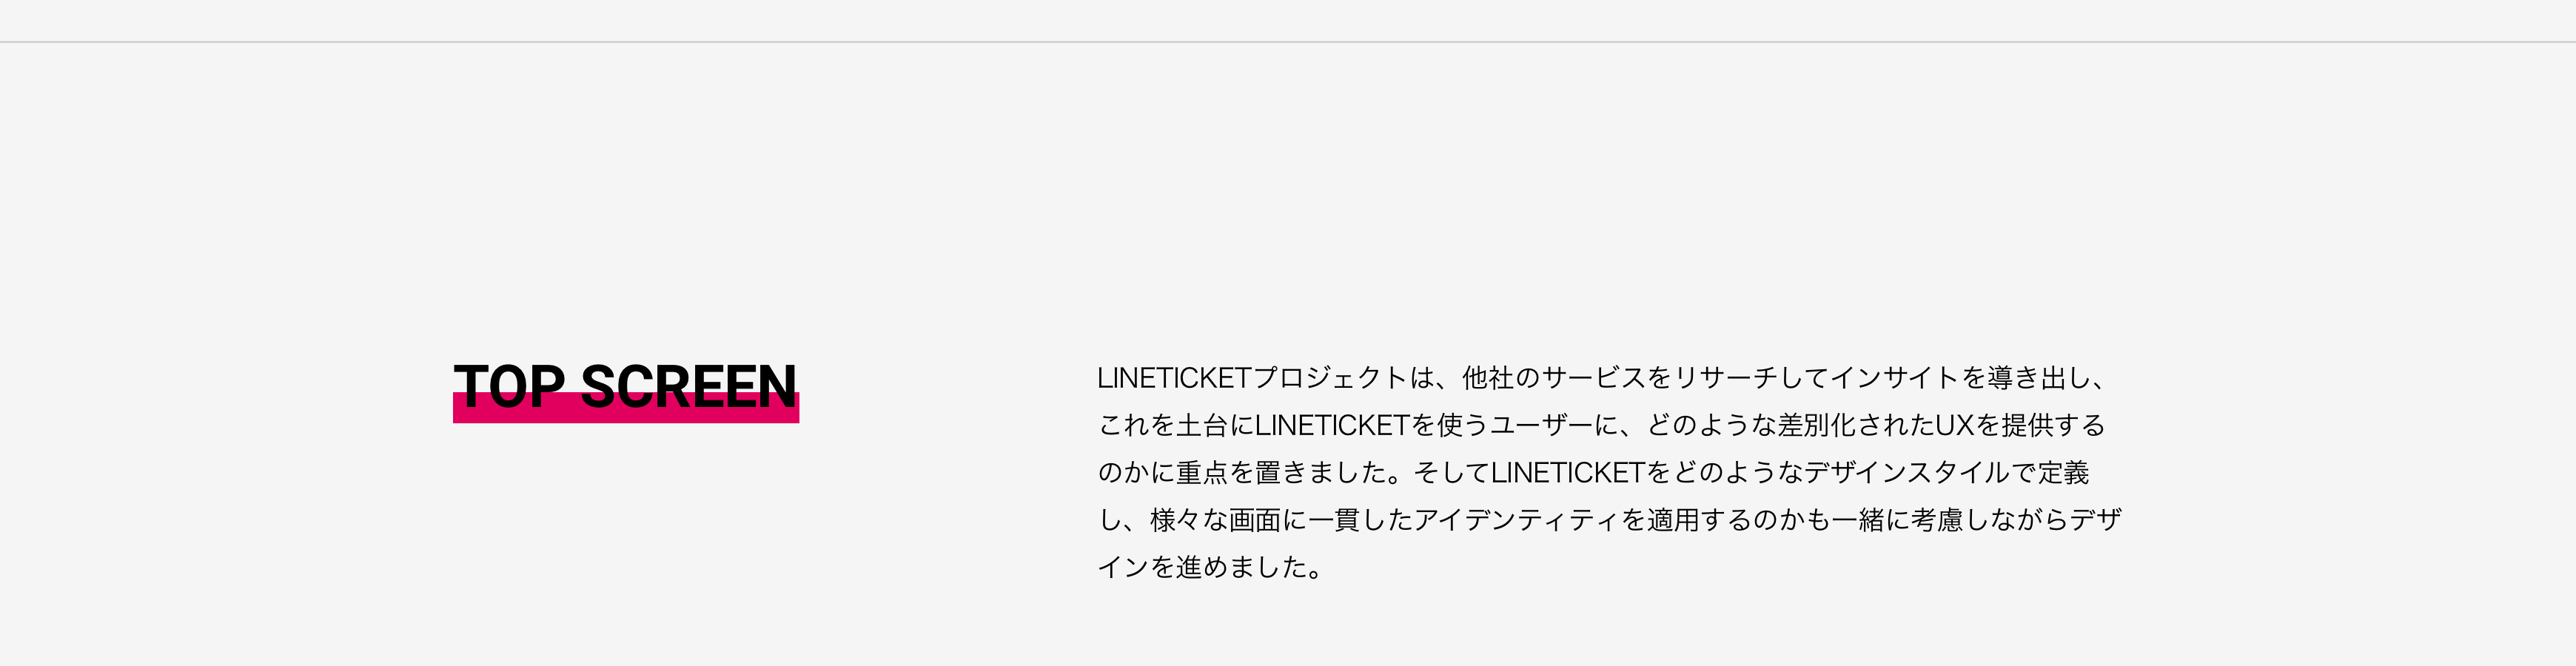 TOP SCREEN
LINETICKETプロジェクトは、他社のサービスをリサーチしてインサイトを導き出し、
これを土台にLINETICKETを使うユーザーに、どのような差別化されたUXを提供する
のかに重点を置きました。そしてLINETICKETをどのようなデザインスタイルで定義
し、様々な画面に一貫したアイデンティティを適用するのかも一緒に考慮しながらデザ
インを進めました。